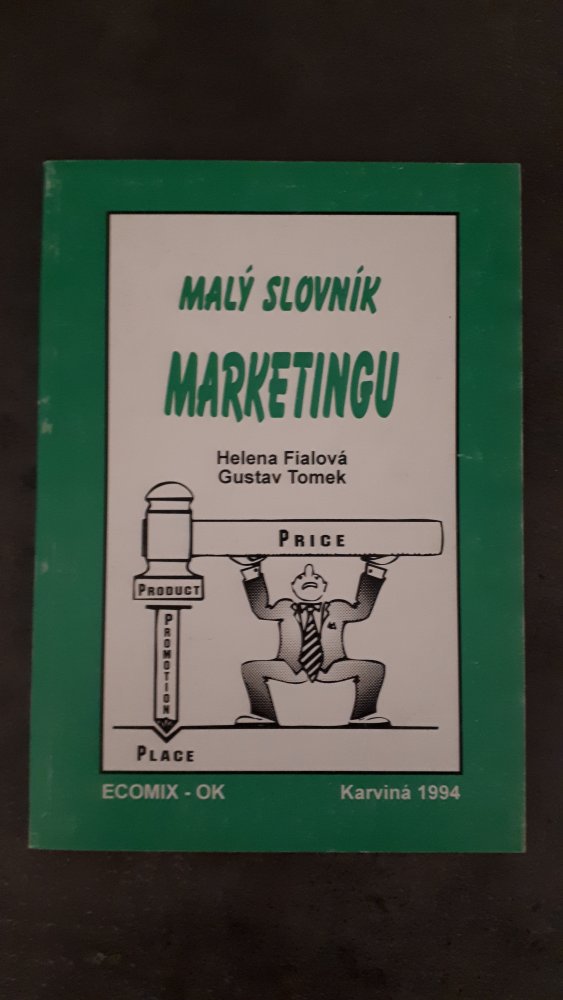 MALÝ SLOVNÍK
MARKETINGU
Helena Fialová
Gustav Tomek
PRICE
PRODUCT
PROMOTION
PLACE
ECOMIX - OK
Karviná 1994